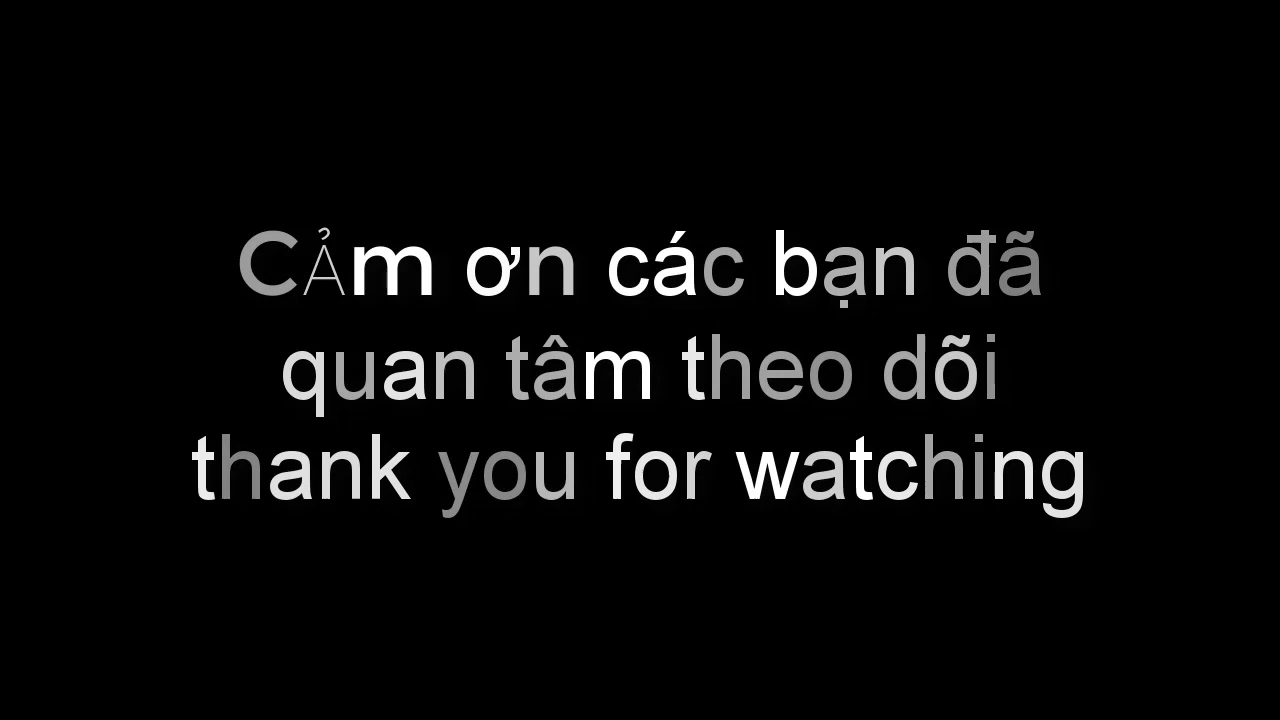 CẢm ơn các bạn đã
quan tâm theo dõi
thank you for watching